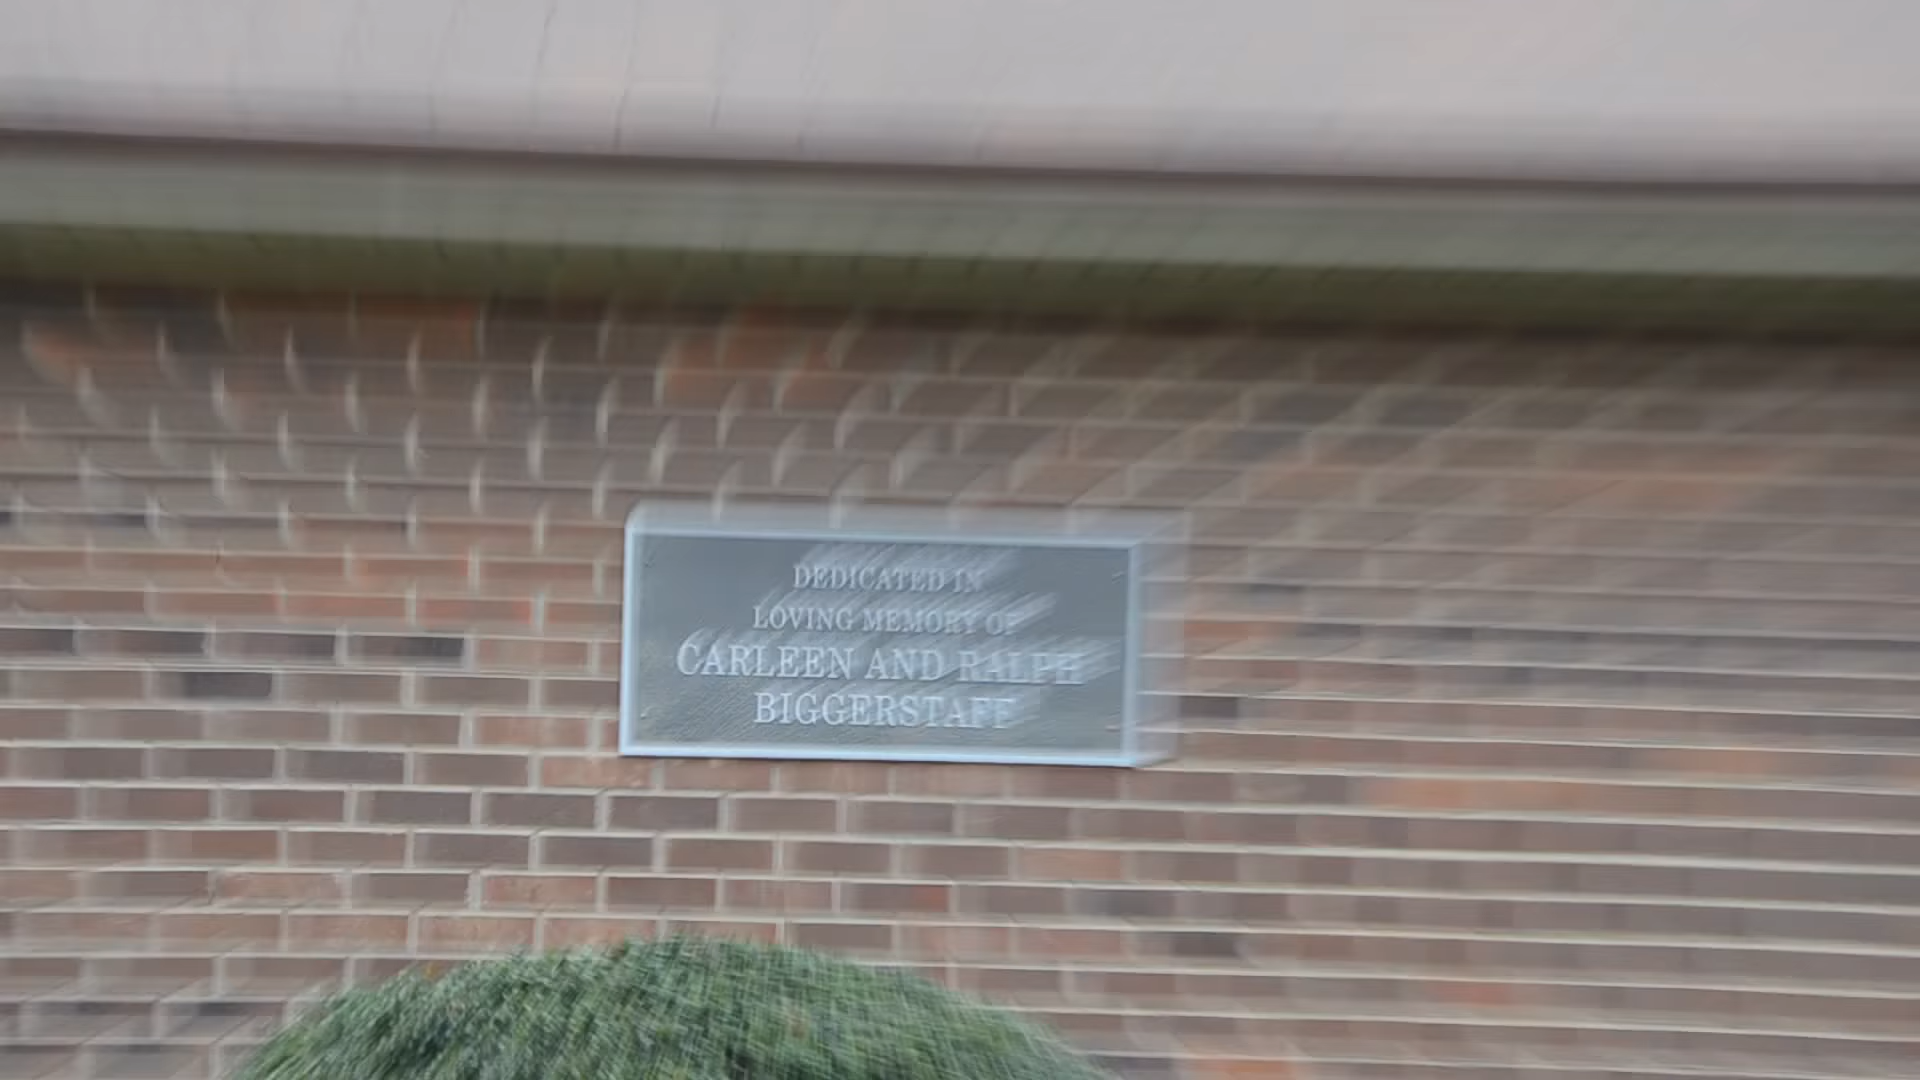 DEDICATED IN
LOVING MEMORY OF
CARLEEN AND RALPH
BIGGERSTAFF